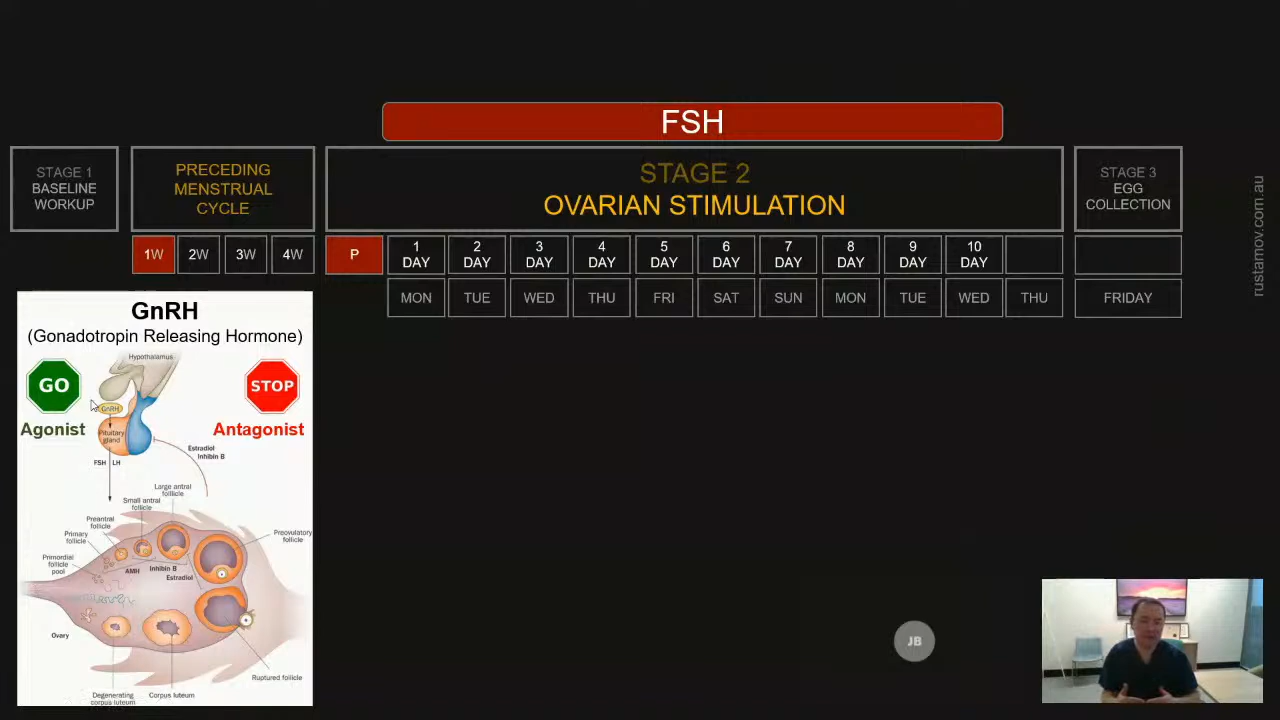 FSH
STAGE 1
BASELINE
WORKUP
PRECEDING
MENSTRUAL
CYCLE
STAGE 2
OVARIAN STIMULATION
STAGE 3
EGG
COLLECTION
1W
2W
3W
4W
P
1
DAY
2
DAY
3
DAY
4
DAY
5
DAY
6
DAY
7
DAY
8
DAY
9
DAY
10
DAY
MON
TUE
WED
THU
FRI
SAT
SUN
MON
TUE
WED
THU
FRIDAY
rustamov.com.au
GnRH
(Gonadotropin Releasing Hormone)
Hypothalamus
GO
STOP
GnRH
Agonist
Antagonist
Pituitary
gland
Estradiol
Inhibin B
FSH
LH
Large antral
folllicle
Small antral
follicle
Preantral
follicle
Primary
follicle
Preovulatory
follicle
Primordial
follicle
pool
AMH
Inhibin B
Estradiol
Ovary
Ruptured follicle
Degenerating
corpus luteum
Corpus luteum
JB